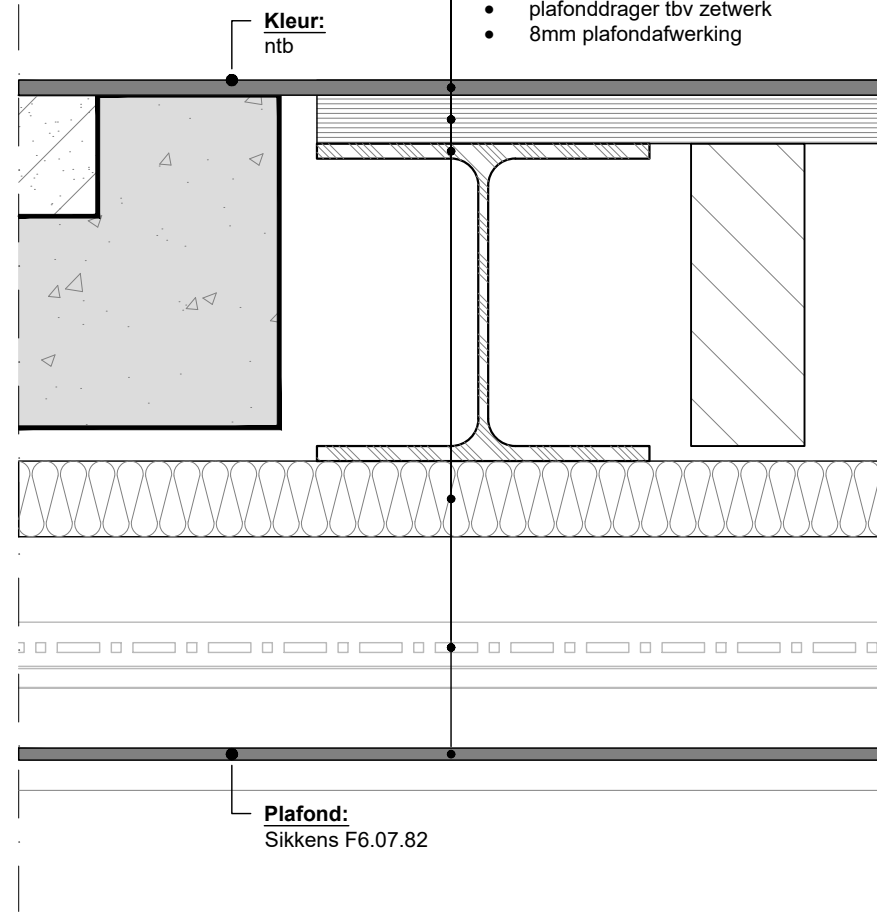 • plafonddrager tbv zetwerk
• 8mm plafondafwerking
Kleur:
ntb
Plafond:
Sikkens F6.07.82